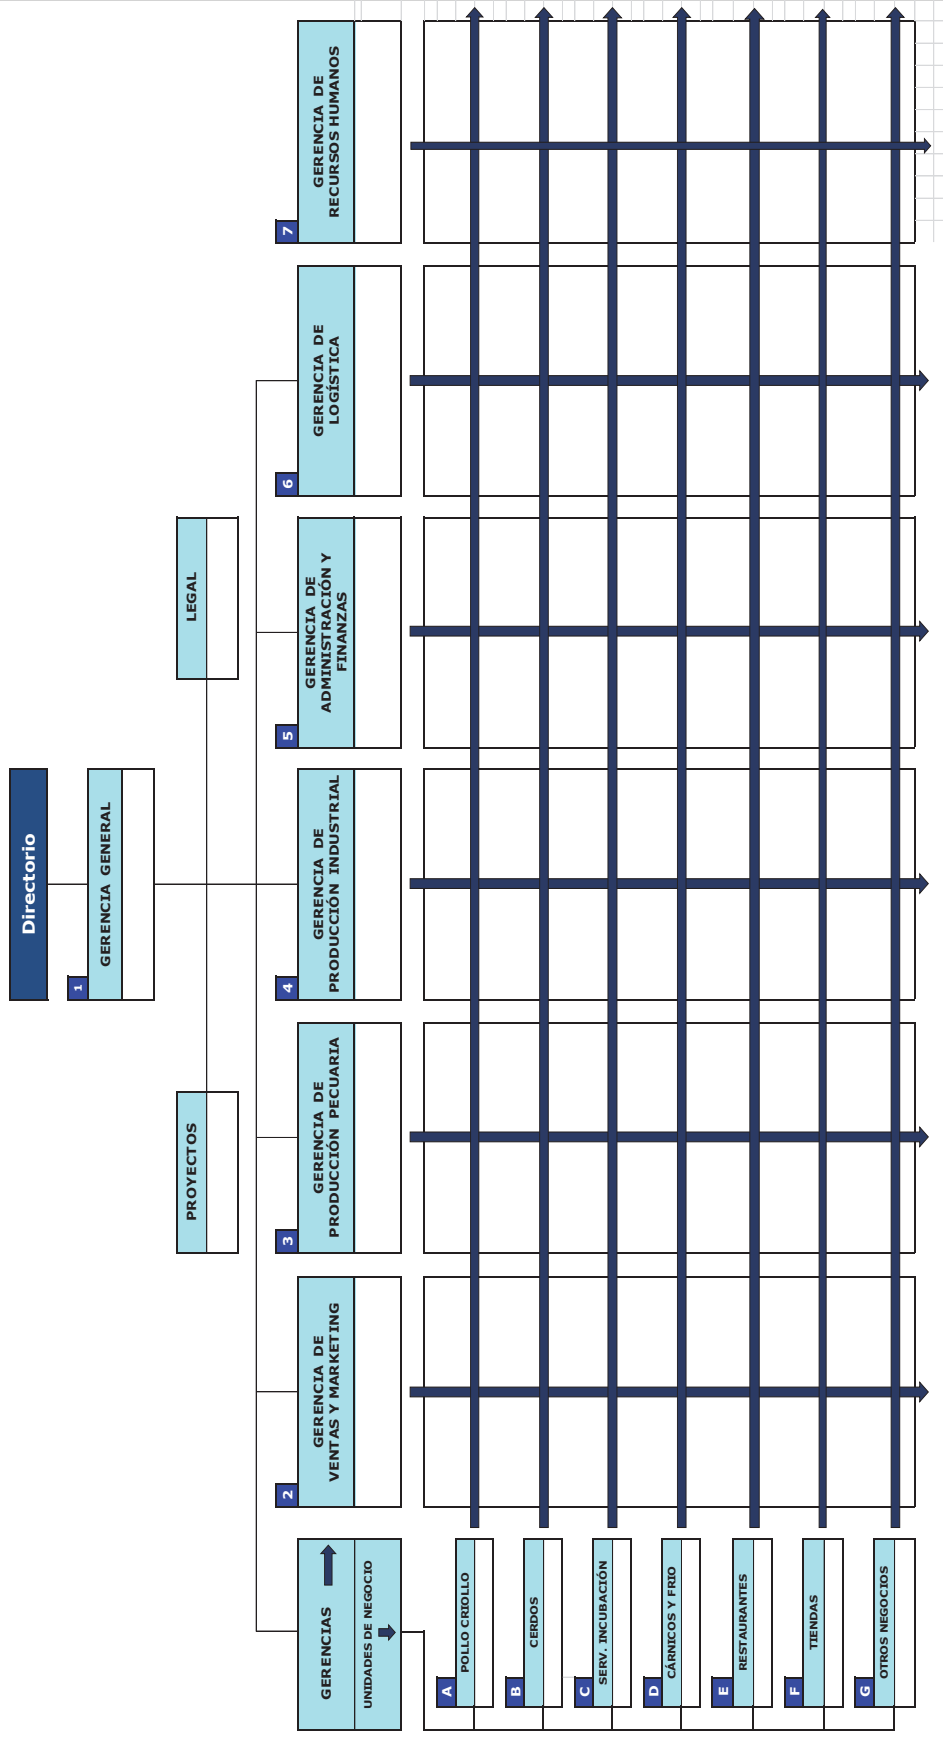 Directorio
1
GERENCIA GENERAL
PROYECTOS
LEGAL
GERENCIAS
UNIDADES DE NEGOCIO
2
GERENCIA DE
VENTAS Y MARKETING
3
GERENCIA DE
PRODUCCIÓN PECUARIA
4
GERENCIA DE
PRODUCCIÓN INDUSTRIAL
5
GERENCIA DE
ADMINISTRACIÓN Y
FINANZAS
6
GERENCIA DE
LOGÍSTICA
7
GERENCIA DE
RECURSOS HUMANOS
A
POLLO CRIOLLO
B
CERDOS
C
SERV. INCUBACIÓN
D
CÁRNICOS Y FRIO
E
RESTAURANTES
F
TIENDAS
G
OTROS NEGOCIOS